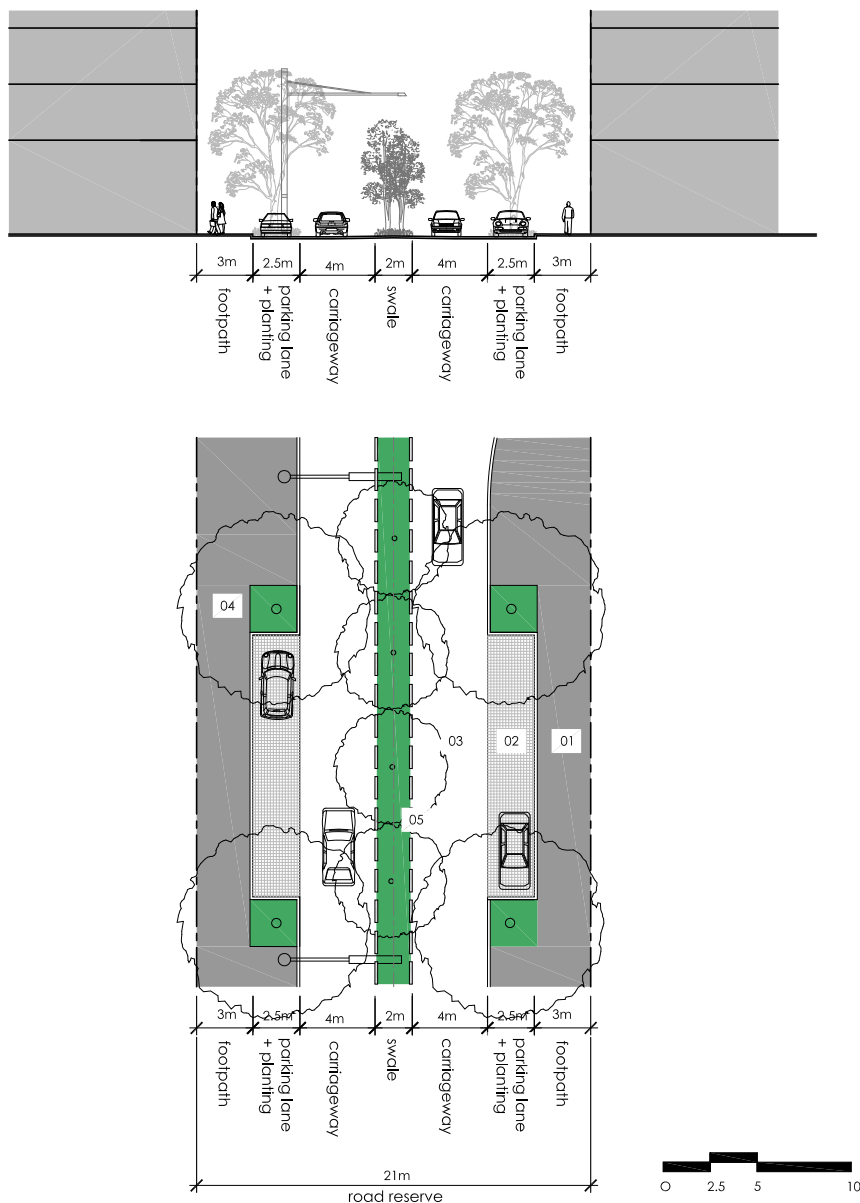 3m 2.5m 4m 2m 4m 2.5m 3m
footpath
parking lane
+ planting
carriageway
swale
carriageway
parking lane
+ planting
footpath
04
03 02 01
05
3m 2.5m 4m 2m 4m 2.5m 3m
footpath
parking lane
+ planting
carriageway
swale
carriageway
parking lane
+ planting
footpath
21m
road reserve
O 2.5 5 10